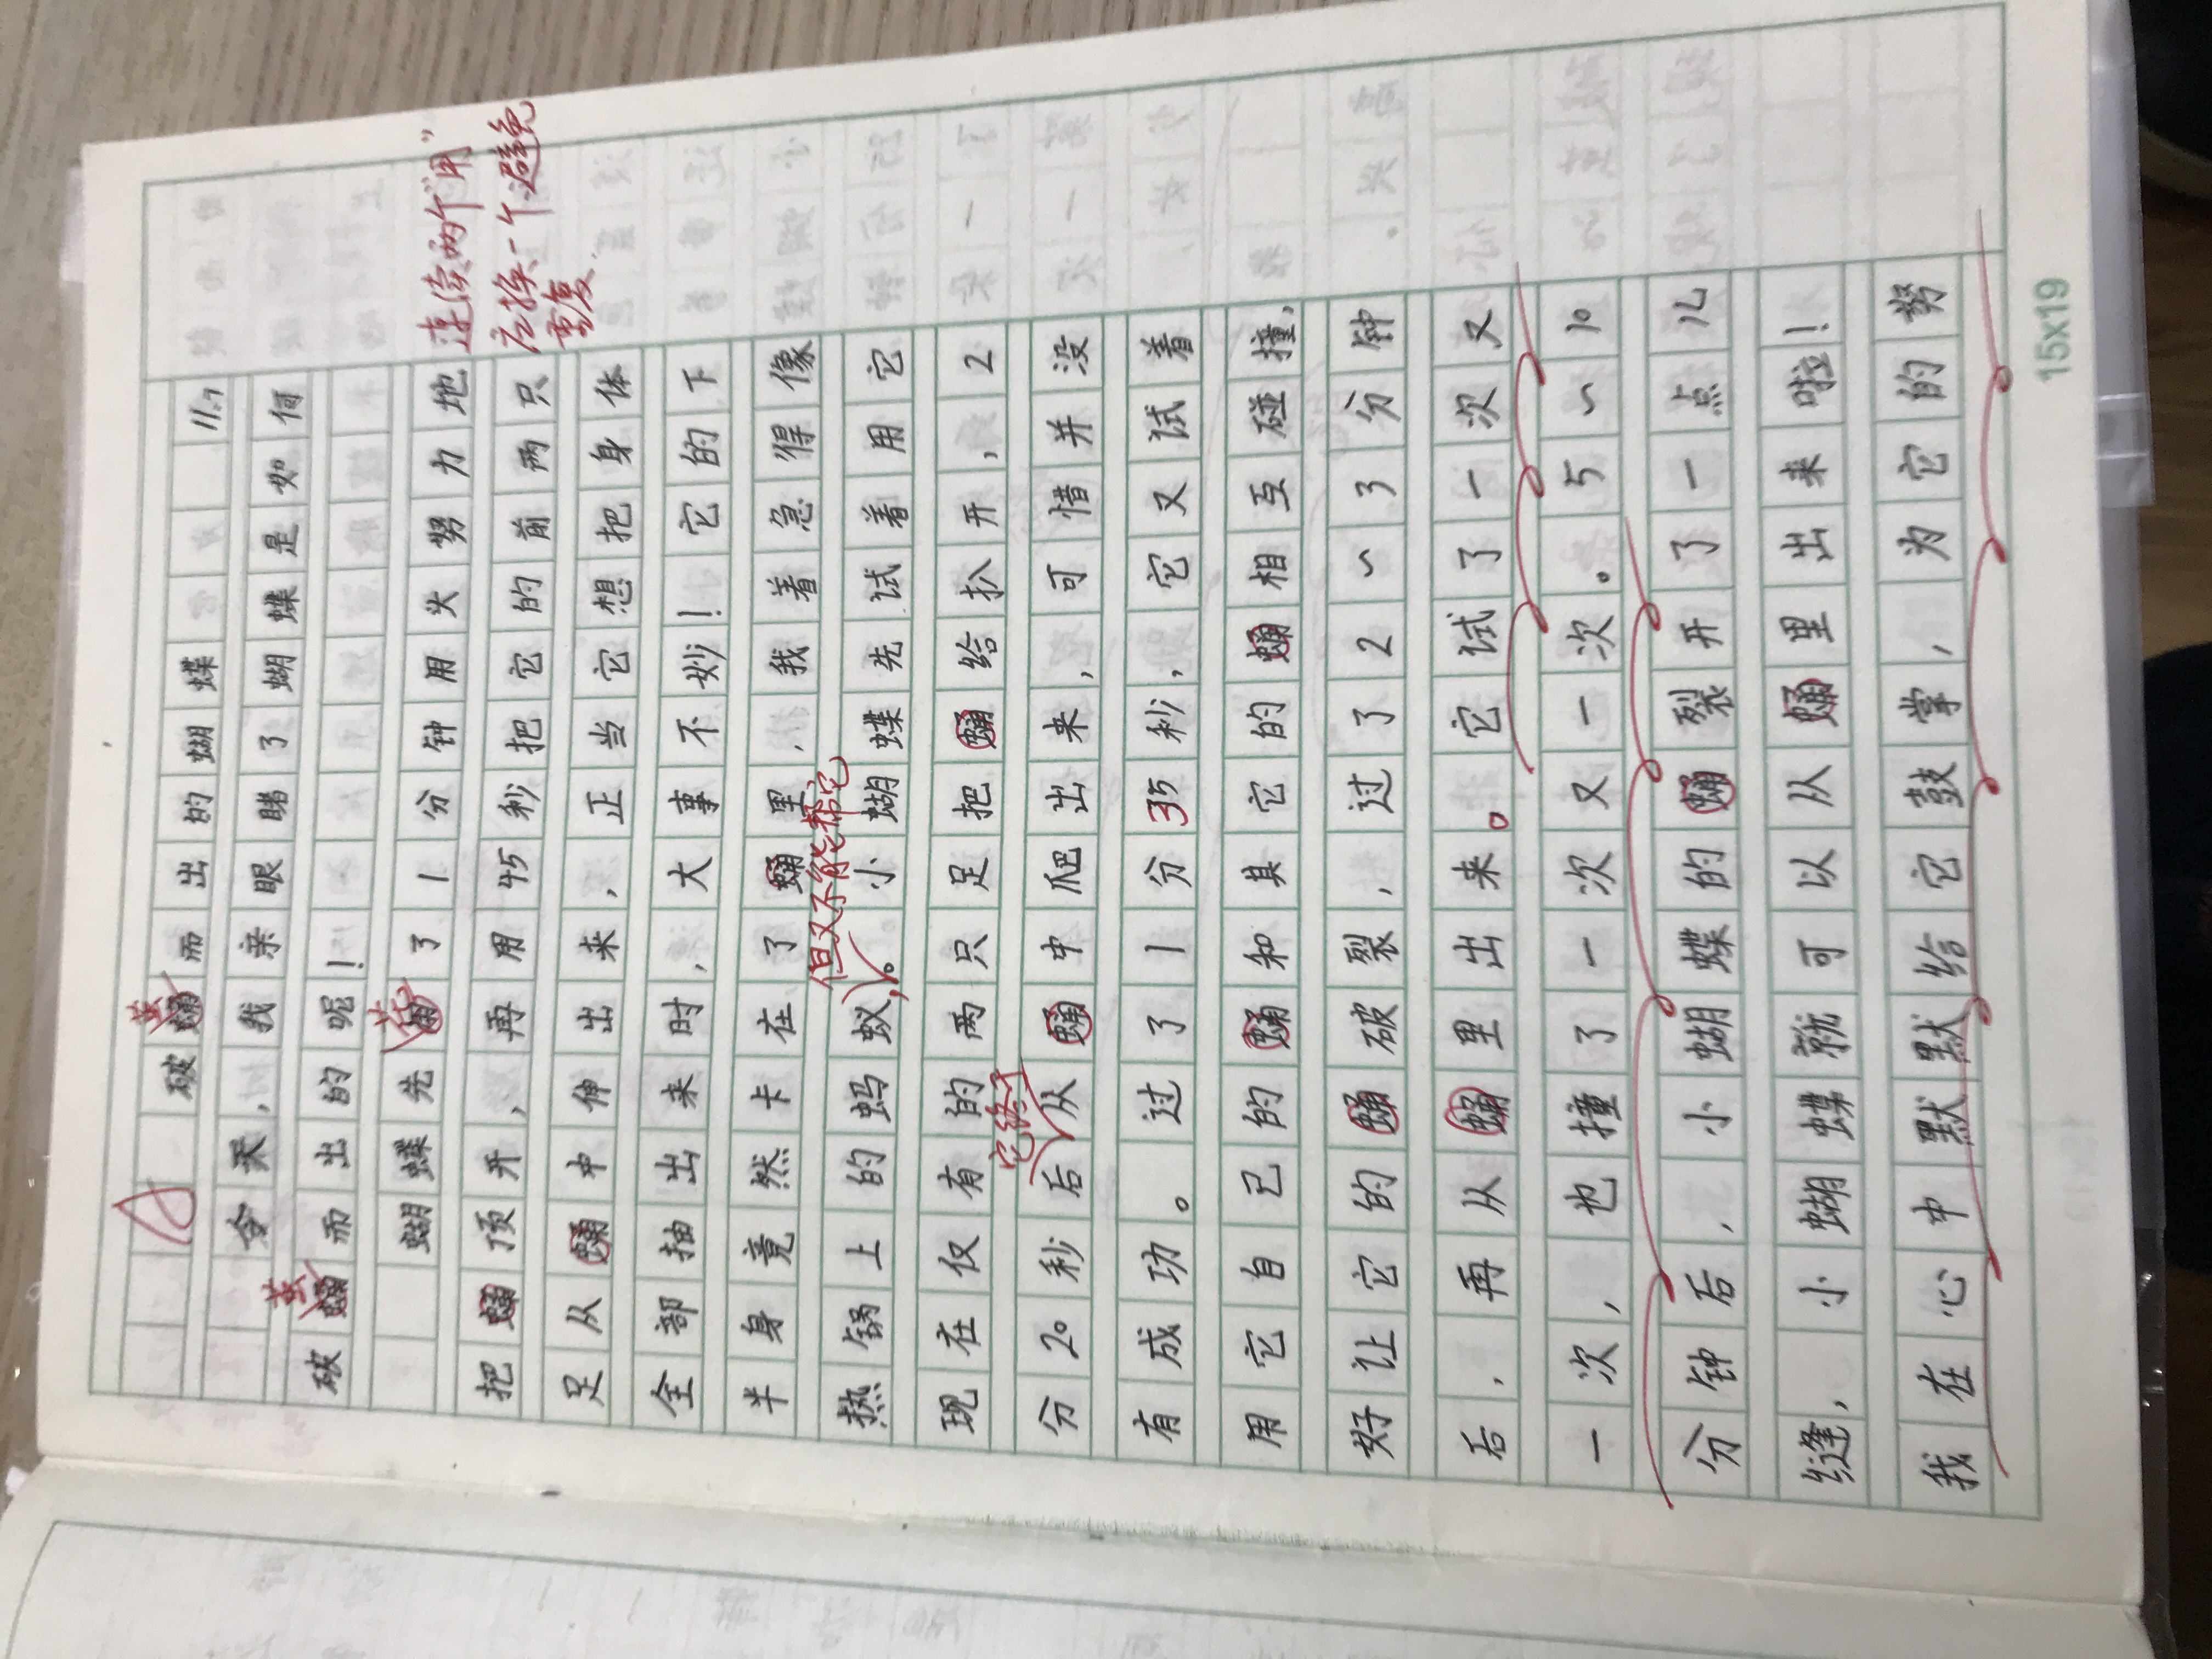 A
茧
破蛹而出的蝴蝶 11.7
今天，我亲眼睹了蝴蝶是如何
茧
破蛹而出的呢！
花
蝴蝶先用了1分钟用头努力地
连续两个“用”
把蛹顶开，再用45秒把它的前两只
应换一个，避免
重复.
足从蛹中伸出来，正当它想把身体
全部抽出来时，大事不妙！它的下
半身竟然卡在了蛹里，我着急得像
但又不能帮它
热锅上的蚂蚁，。小蝴蝶先试着用它
现在仅有的两只足把蛹给扒开，2
它终于
分20秒后从蛹中爬出来，可惜并没
有成功。过了1分35秒，它又试着
用它自己的蛹和其它的蛹相互碰撞，
好让它的蛹破裂，过了2~3分钟
后，再从蛹里出来。它试了一次又
一次，也撞了一次又一次。5~10
分钟后，小蝴蝶的蛹裂开了一点儿
缝，小蝴蝶就可以从蛹里出来啦！
我在心中默默给它鼓掌，为它的努
15x19